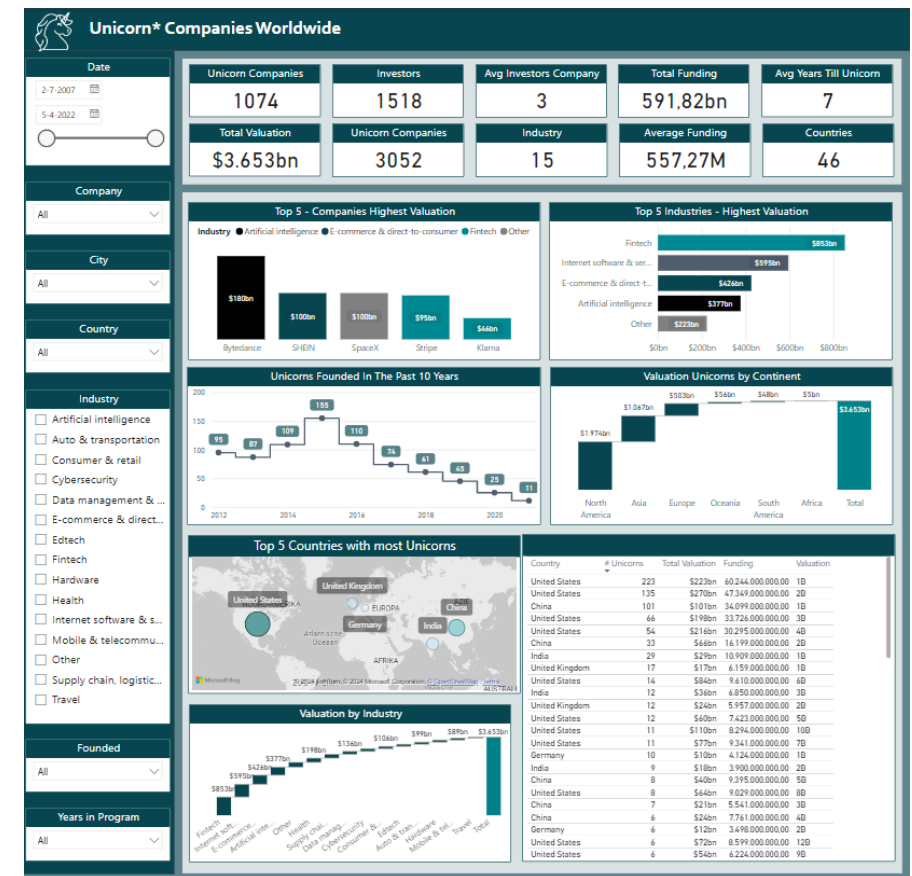 Unicorn* Companies Worldwide
Date
2-7-2007
5-4-2022
Company
All
City
All
Country
All
Industry
Artificial intelligence
Auto & transportation
Consumer & retail
Cybersecurity
Data management & ...
E-commerce & direct...
Edtech
Fintech
Hardware
Health
Internet software & s...
Mobile & telecommu...
Other
Supply chain, logistic...
Travel
Founded
All
Years in Program
All
Unicorn Companies
1074
Investors
1518
Avg Investors Company
3
Total Funding
591,82bn
Avg Years Till Unicorn
7
Total Valuation
$3.653bn
Unicorn Companies
3052
Industry
15
Average Funding
557,27M
Countries
46
Top 5 - Companies Highest Valuation
Industry Artificial intelligence E-commerce & direct-to-consumer Fintech Other
$180bn $100bn $100bn $95bn $46bn
Bytedance SHEIN SpaceX Stripe Klarna
Top 5 Industries - Highest Valuation
Fintech $853bn
Internet software & ser... $595bn
E-commerce & direct-t... $426bn
Artificial intelligence $377bn
Other $223bn
$0bn $200bn $400bn $600bn $800bn
Unicorns Founded In The Past 10 Years
200
150
100
50
0
95 87 109 155 110 74 61 45 25 11
2012 2014 2016 2018 2020
Valuation Unicorns by Continent
$1.974bn $1.067bn $503bn $56bn $48bn $5bn $3.653bn
North America Asia Europe Oceania South America Africa Total
Top 5 Countries with most Unicorns
United States
United Kingdom
EUROPA
China
Germany
India
Atlantische
Oceaan
AFRIKA
Microsoft Bing
© 2024 Microsoft Corporation, © OpenStreetMap
Valuation by Industry
$853bn $595bn $426bn $377bn $198bn $136bn $106bn $99bn $89bn $3.653bn
Fintech
Internet soft...
E-commerce...
Artificial inte...
Other
Health
Supply chai...
Data manag...
Cybersecurity
Consumer &...
Edtech
Auto & tran...
Hardware
Mobile & tel...
Travel
Total
Country # Unicorns Total Valuation Funding Valuation
United States 223 $223bn 60.244.000.000,00 1B
United States 135 $270bn 47.349.000.000,00 2B
China 101 $101bn 34.099.000.000,00 1B
United States 66 $198bn 33.726.000.000,00 3B
United States 54 $216bn 30.295.000.000,00 4B
China 33 $66bn 16.199.000.000,00 2B
India 29 $29bn 10.909.000.000,00 1B
United Kingdom 17 $17bn 6.159.000.000,00 1B
United States 14 $84bn 9.610.000.000,00 6B
India 12 $36bn 6.850.000.000,00 3B
United Kingdom 12 $24bn 5.957.000.000,00 2B
United States 12 $60bn 7.423.000.000,00 5B
United States 11 $110bn 8.294.000.000,00 10B
United States 11 $77bn 9.341.000.000,00 7B
Germany 10 $10bn 4.124.000.000,00 1B
India 9 $18bn 3.900.000.000,00 2B
China 8 $40bn 9.395.000.000,00 5B
United States 8 $64bn 9.029.000.000,00 8B
China 7 $21bn 5.541.000.000,00 3B
China 6 $24bn 7.761.000.000,00 4B
Germany 6 $12bn 3.498.000.000,00 2B
United States 6 $72bn 8.599.000.000,00 12B
United States 6 $54bn 6.224.000.000,00 9B